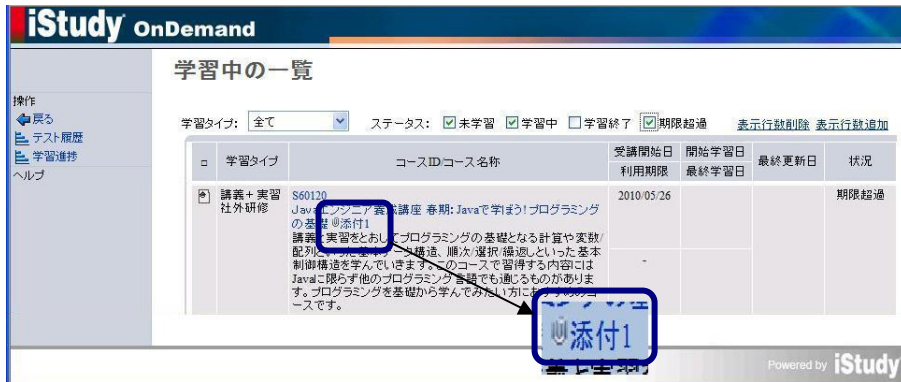 iStudy OnDemand
学習中の一覧
操作
戻る
テスト履歴
学習進捗
ヘルプ
学習タイプ: 全て ステータス: 未学習 学習中 学習終了 期限超過 表示行数削除 表示行数追加
学習タイプ コースID/コース名称 受講開始日 開始学習日 最終更新日 状況
利用期限 最終学習日
講義+実習 社外研修
S60120
Javaエンジニア養成講座 春期: Javaで学ぼう!プログラミング
の基礎 添付1
講義と実習をとおしてプログラミングの基礎となる計算や変数/
配列といった基本データ構造、順次/選択/繰返しといった基本
制御構造を学んでいきます。このコースで習得する内容には
Javaに限らず他のプログラミング言語でも通じるものがありま
す。プログラミングを基礎から学んでみたい方におすすめのコ
ースです。
2010/05/26
-
期限超過
添付1
Powered by iStudy